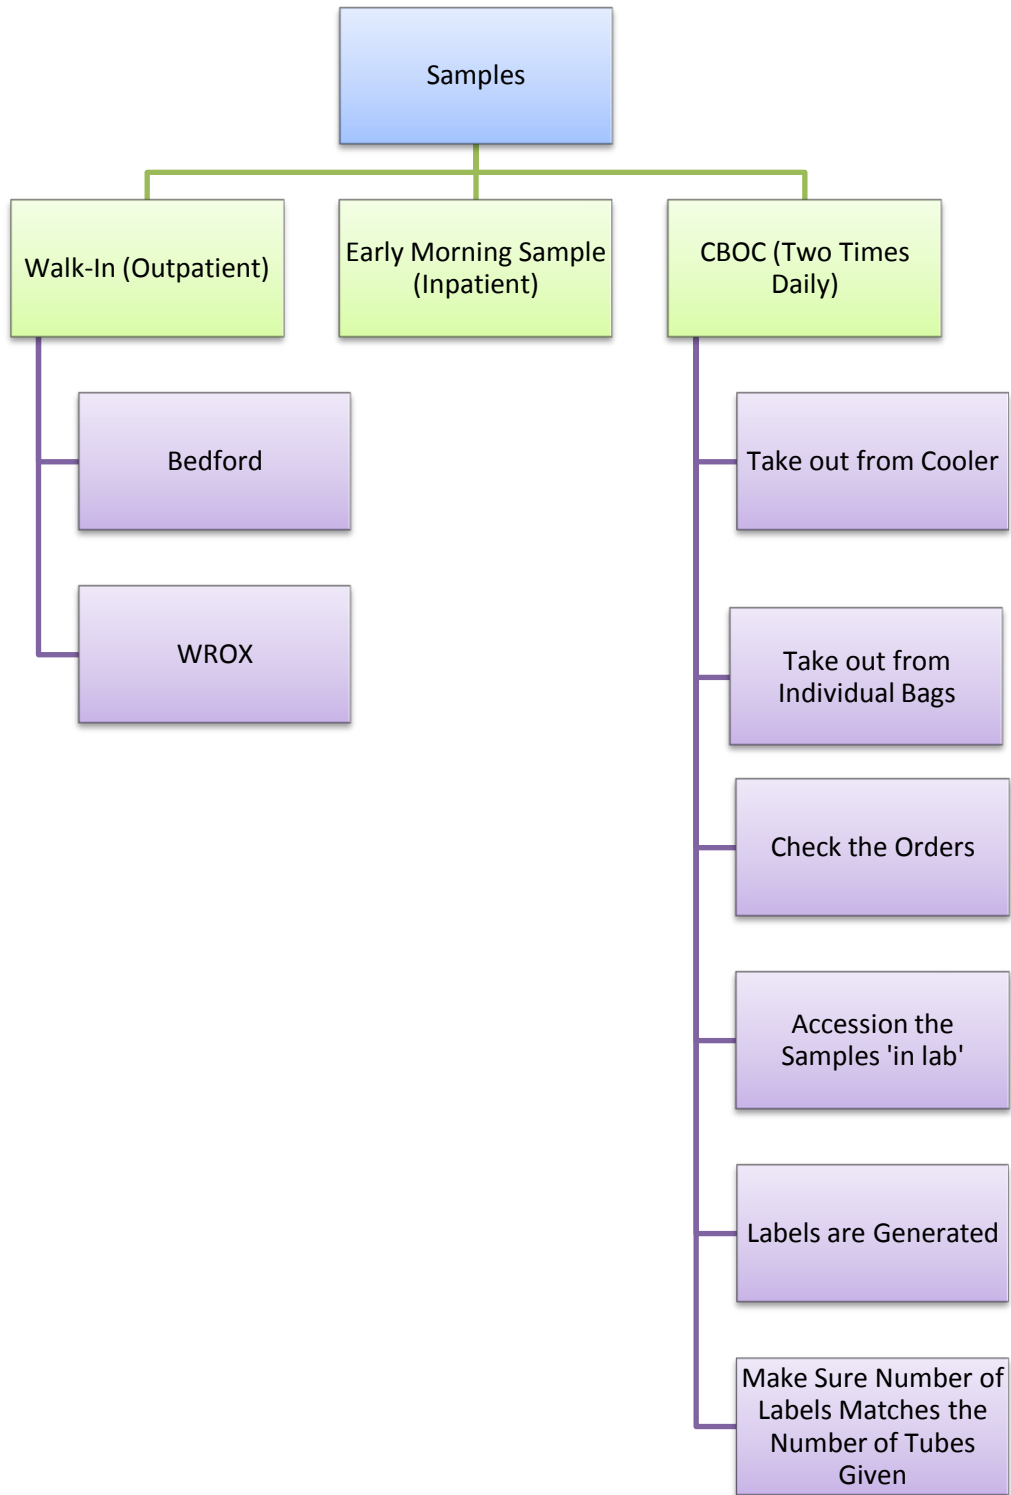 Samples
Walk-In (Outpatient)
Early Morning Sample
(Inpatient)
CBOC (Two Times
Daily)
Bedford
WROX
Take out from Cooler
Take out from
Individual Bags
Check the Orders
Accession the
Samples 'in lab'
Labels are Generated
Make Sure Number of
Labels Matches the
Number of Tubes
Given